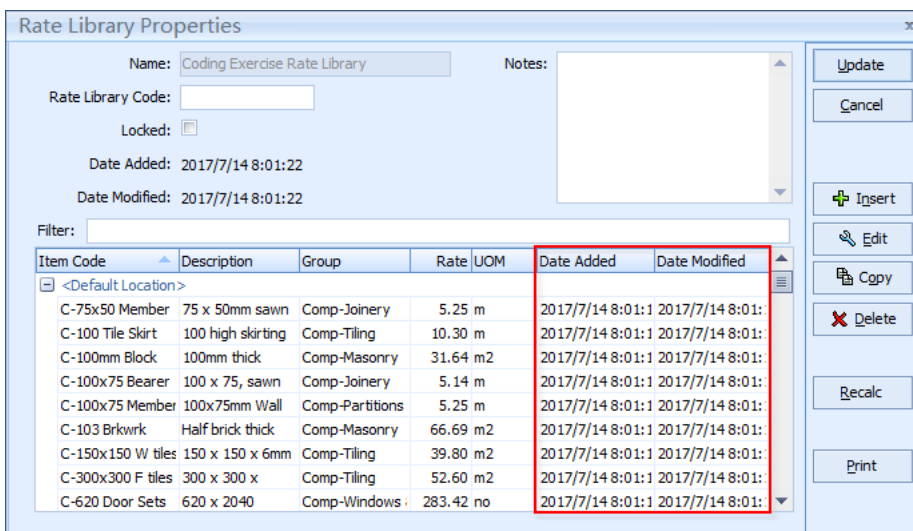 Rate Library Properties x
Name: Coding Exercise Rate Library Notes: Update
Rate Library Code: Cancel
Locked:
Date Added: 2017/7/14 8:01:22
Date Modified: 2017/7/14 8:01:22 Insert
Filter: Edit
Item Code Description Group Rate UOM Date Added Date Modified
<Default Location> Copy
C-75x50 Member 75 x 50mm sawn Comp-Joinery 5.25 m 2017/7/14 8:01:1 2017/7/14 8:01:
C-100 Tile Skirt 100 high skirting Comp-Tiling 10.30 m 2017/7/14 8:01:1 2017/7/14 8:01: Delete
C-100mm Block 100mm thick Comp-Masonry 31.64 m2 2017/7/14 8:01:1 2017/7/14 8:01:
C-100x75 Bearer 100 x 75, sawn Comp-Joinery 5.14 m 2017/7/14 8:01:1 2017/7/14 8:01:
C-100x75 Member 100x75mm Wall Comp-Partitions 5.25 m 2017/7/14 8:01:1 2017/7/14 8:01: Recalc
C-103 Brkwrk Half brick thick Comp-Masonry 66.69 m2 2017/7/14 8:01:1 2017/7/14 8:01:
C-150x150 W tiles 150 x 150 x 6mm Comp-Tiling 39.80 m2 2017/7/14 8:01:1 2017/7/14 8:01:
C-300x300 F tiles 300 x 300 x Comp-Tiling 52.60 m2 2017/7/14 8:01:1 2017/7/14 8:01: Print
C-620 Door Sets 620 x 2040 Comp-Windows 283.42 no 2017/7/14 8:01:1 2017/7/14 8:01: